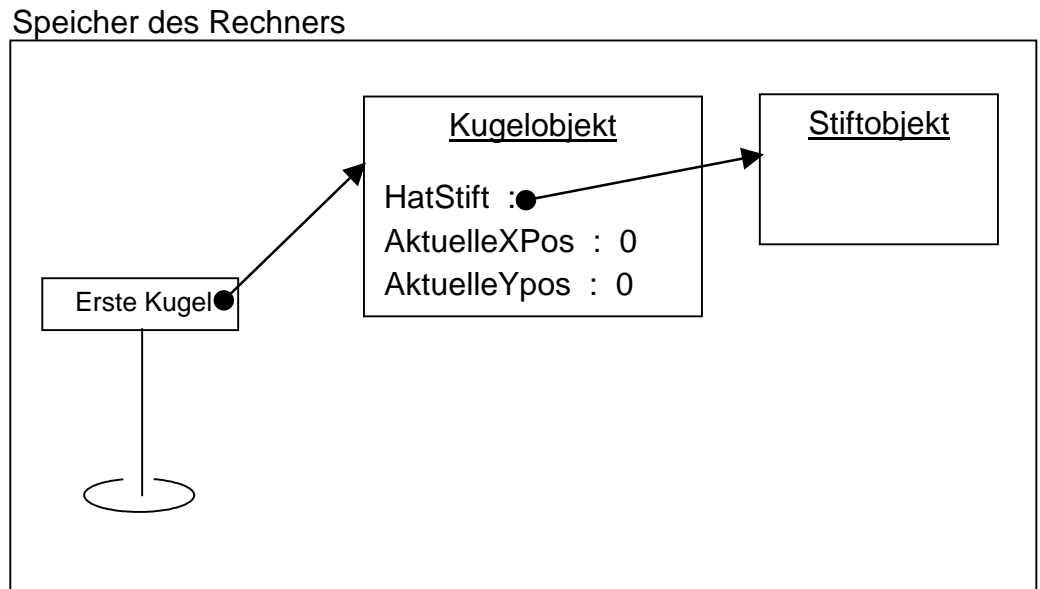 Speicher des Rechners
Kugelobjekt
HatStift :
AktuelleXPos : 0
AktuelleYpos : 0
Stiftobjekt
Erste Kugel